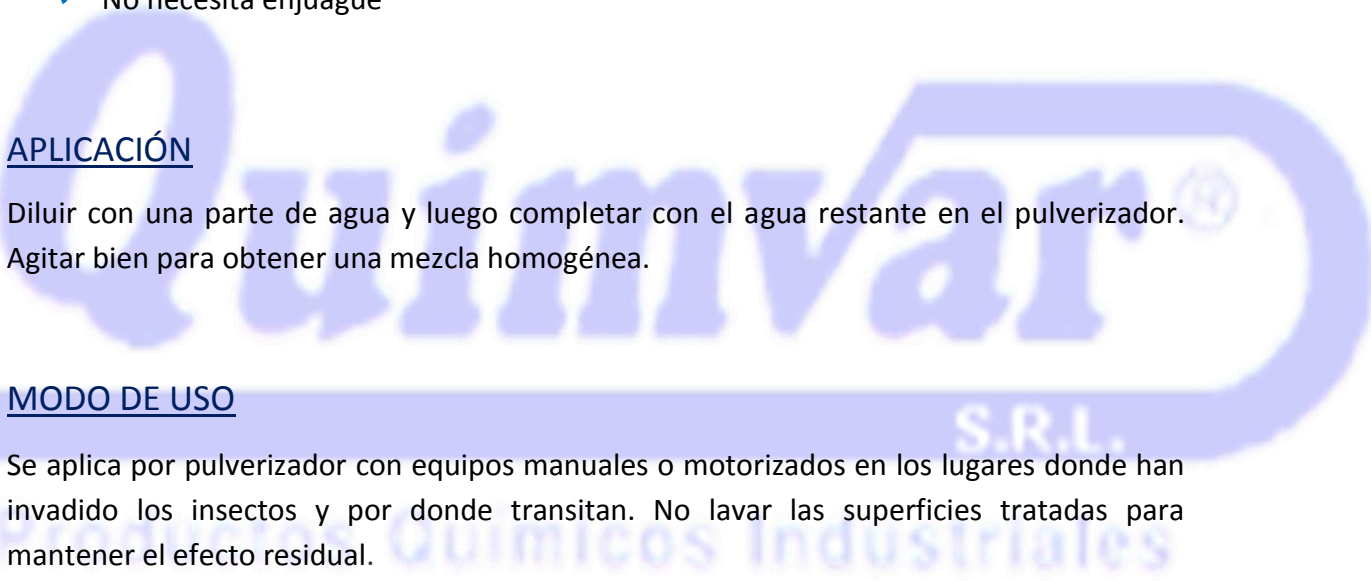 No necesita enjuague
APLICACIÓN
Diluir con una parte de agua y luego completar con el agua restante en el pulverizador.
Agitar bien para obtener una mezcla homogénea.
Quimvar®
MODO DE USO
S.R.L.
Se aplica por pulverizador con equipos manuales o motorizados en los lugares donde han
invadido los insectos y por donde transitan. No lavar las superficies tratadas para
mantener el efecto residual.
Productos Químicos Industriales